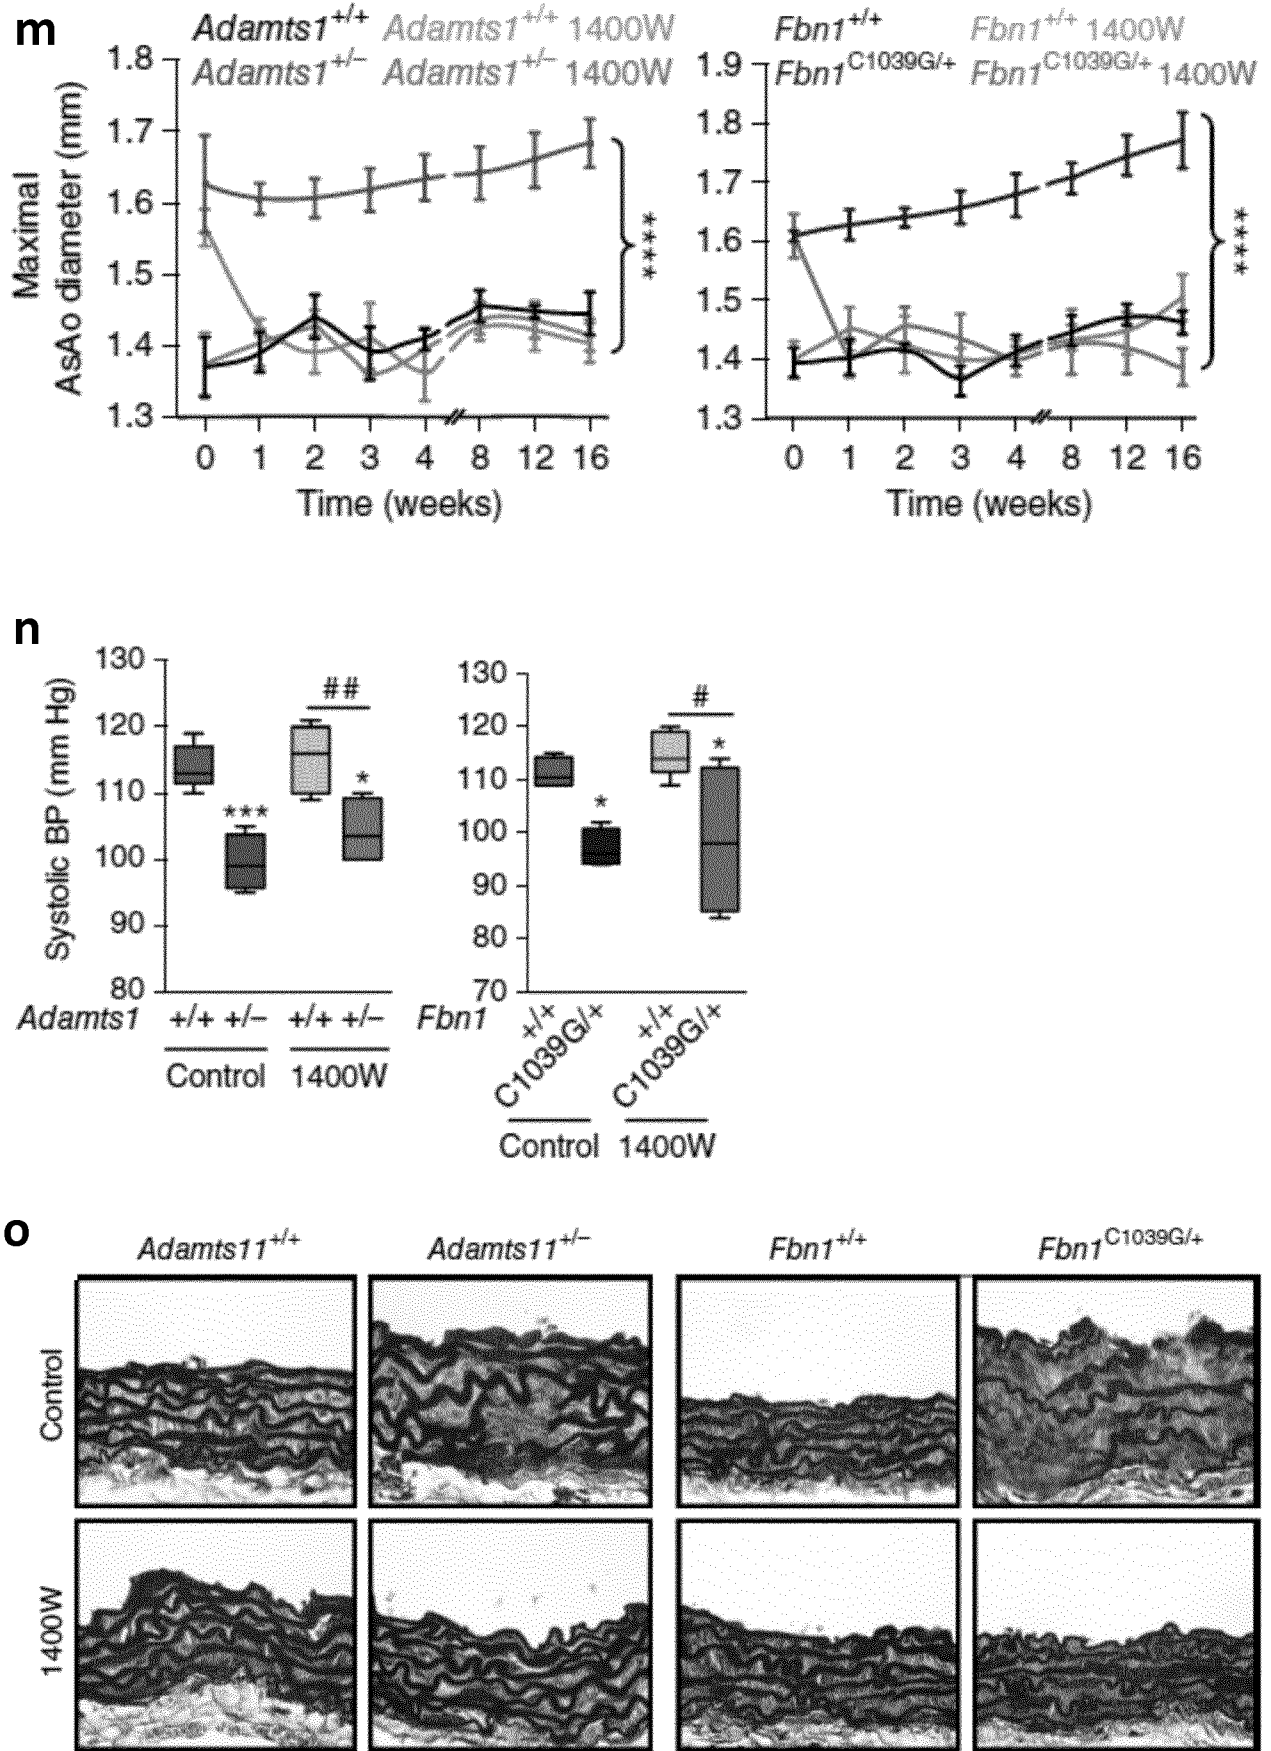 m
Adamts1+/+ Adamts1+/+ 1400W
Adamts1+/– Adamts1+/– 1400W
Maximal
AsAo diameter (mm)
1.8
1.7
1.6
1.5
1.4
1.3
****
0 1 2 3 4 8 12 16
Time (weeks)
Fbn1+/+ Fbn1+/+ 1400W
Fbn1C1039G/+ Fbn1C1039G/+ 1400W
1.9
1.8
1.7
1.6
1.5
1.4
1.3
****
0 1 2 3 4 8 12 16
Time (weeks)
n
Systolic BP (mm Hg)
130
120
110
100
90
80
##
***
*
Adamts1 +/+ +/– +/+ +/–
Control 1400W
130
120
110
100
90
80
70
#
*
*
Fbn1 +/+ C1039G/+ +/+ C1039G/+
Control 1400W
o
Adamts11+/+ Adamts11+/– Fbn1+/+ Fbn1C1039G/+
Control
1400W